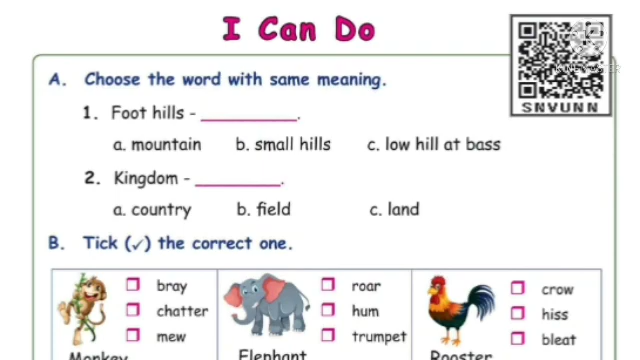 I Can Do
SNVUNN
A. Choose the word with same meaning.
1. Foot hills - __________.
a. mountain b. small hills c. low hill at bass
2. Kingdom - _________.
a. country b. field c. land
B. Tick (✓) the correct one.
☐ bray ☐ roar ☐ crow
☐ chatter ☐ hum ☐ hiss
☐ mew ☐ trumpet ☐ bleat
Monkey Elephant Rooster